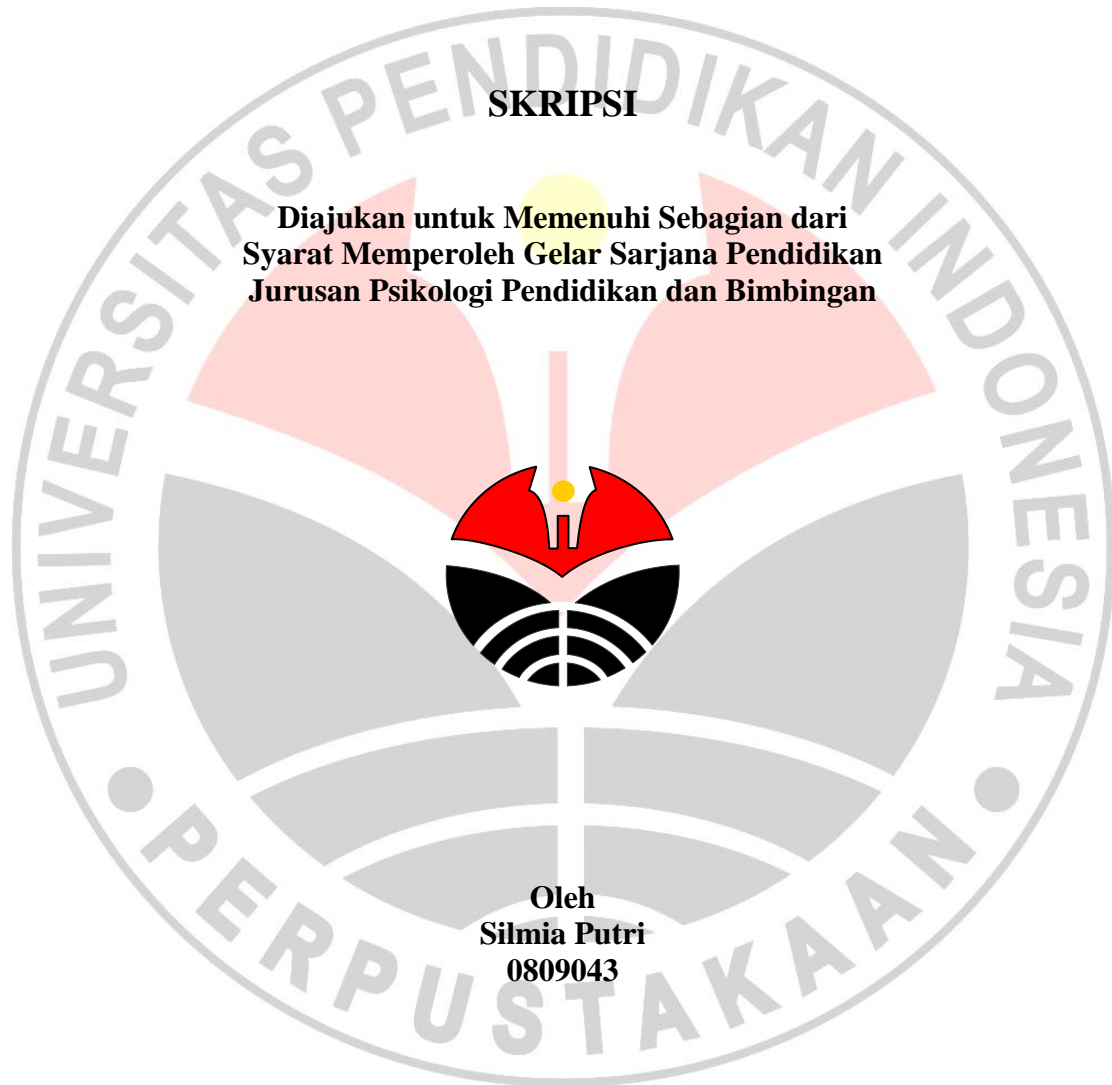 UNIVERSITAS PENDIDIKAN INDONESIA
SKRIPSI
Diajukan untuk Memenuhi Sebagian dari
Syarat Memperoleh Gelar Sarjana Pendidikan
Jurusan Psikologi Pendidikan dan Bimbingan
Oleh
Silmia Putri
0809043
PERPUSTAKAAN